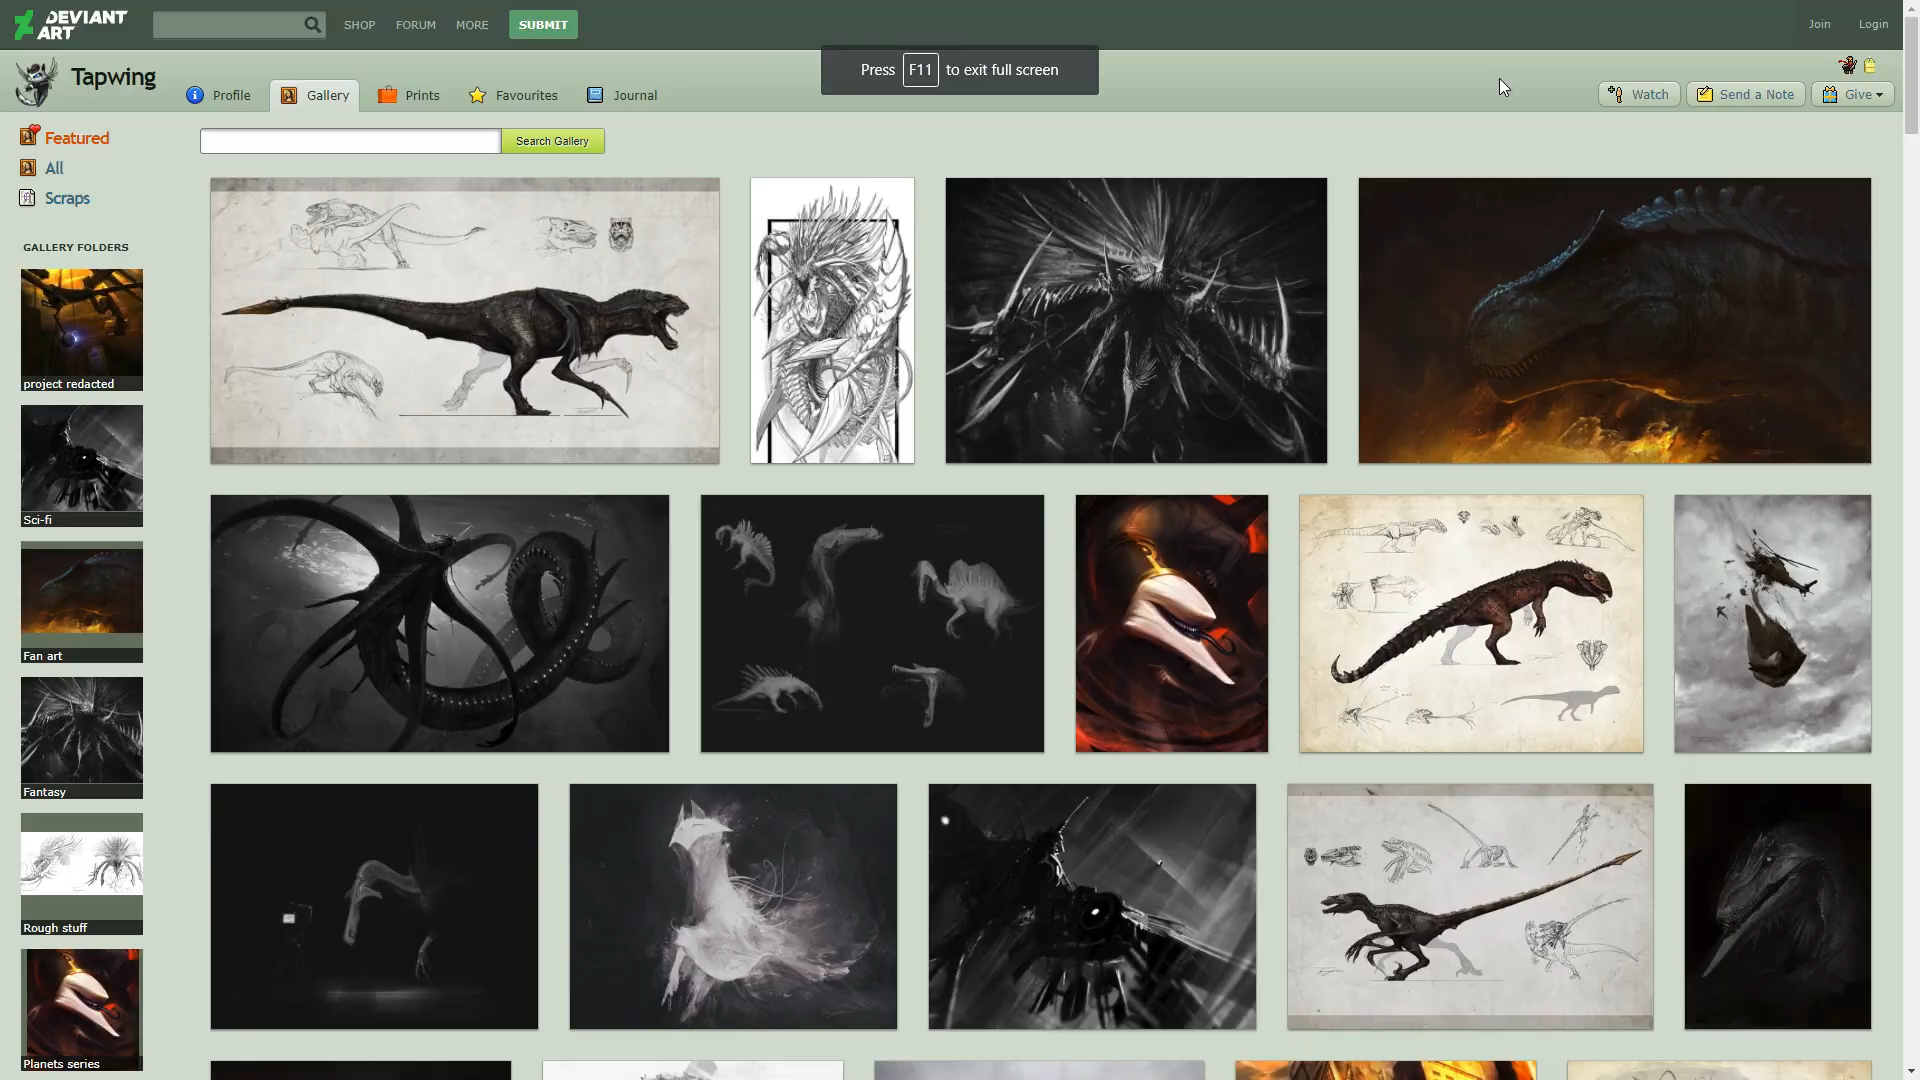 DEVIANT
ART
SHOP
FORUM
MORE
SUBMIT
Join
Login
Press F11 to exit full screen
Tapwing
Profile
Gallery
Prints
Favourites
Journal
Watch
Send a Note
Give
Featured
Search Gallery
All
Scraps
GALLERY FOLDERS
project redacted
Sci-fi
Fan art
Fantasy
Rough stuff
Planets series